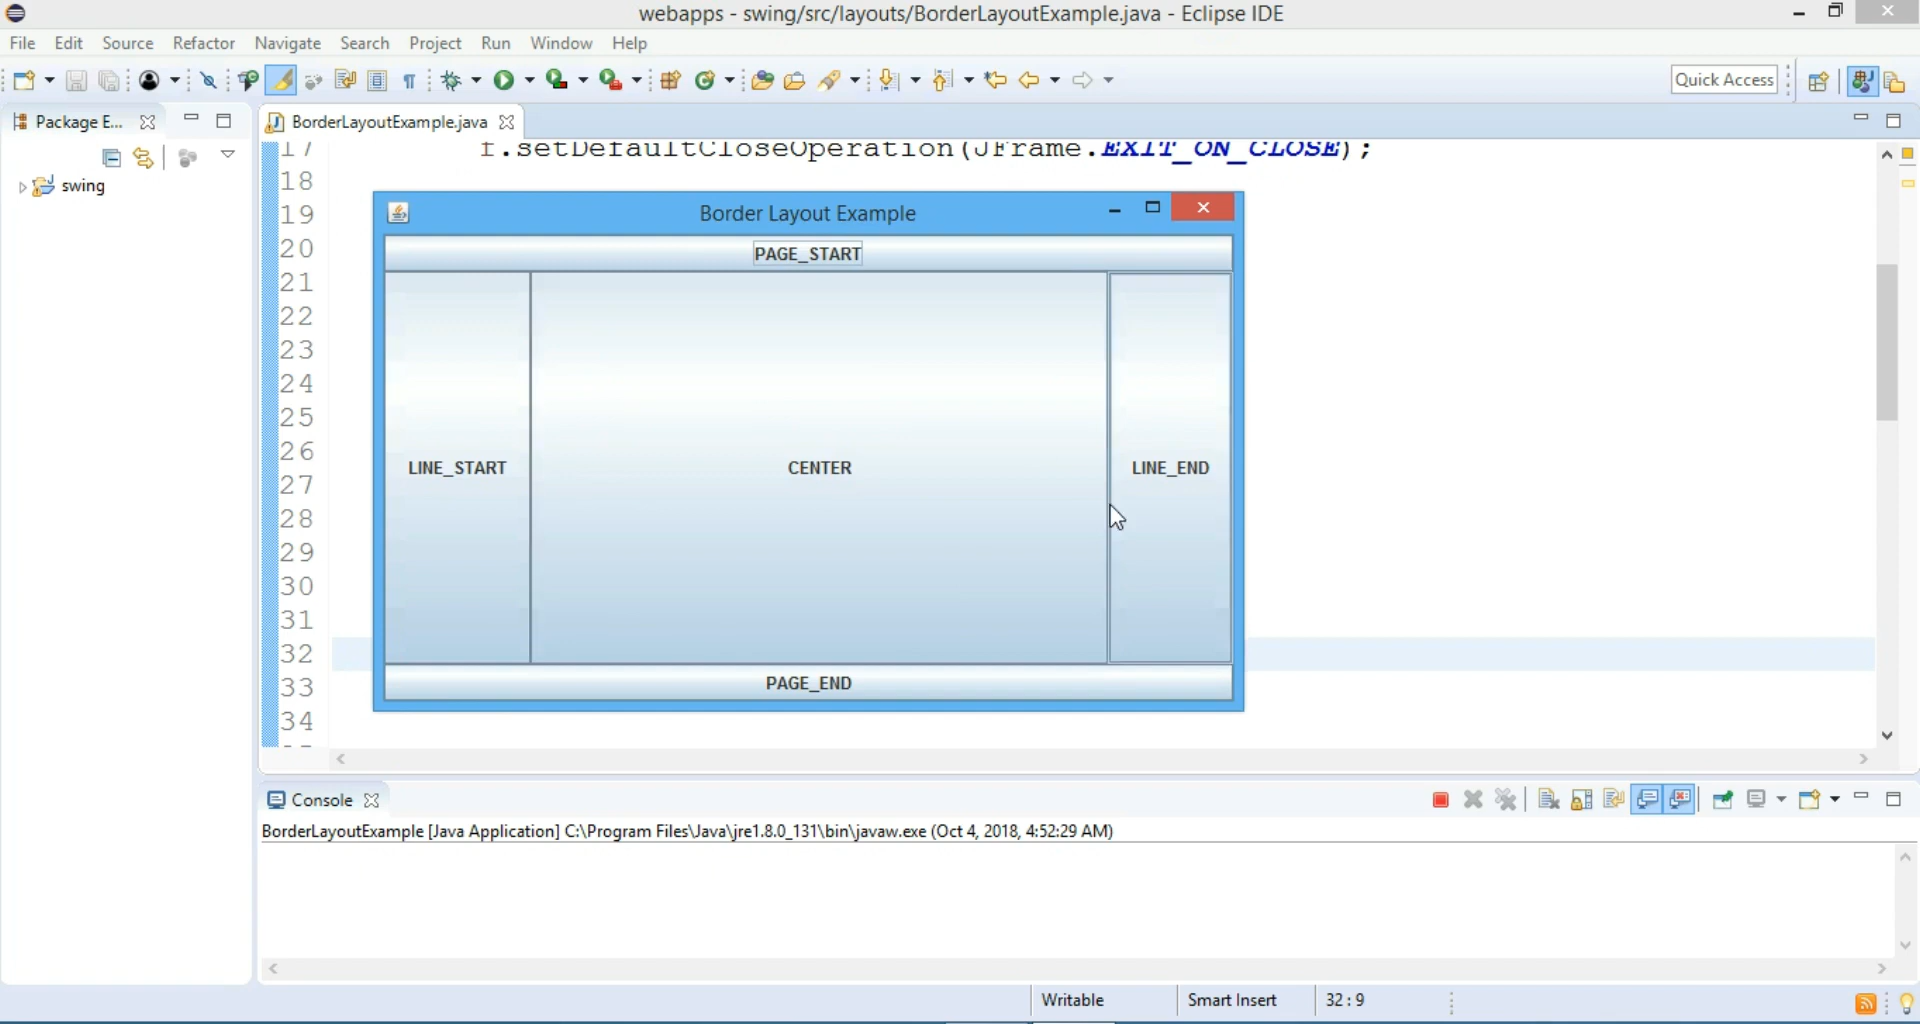 webapps - swing/src/layouts/BorderLayoutExample.java - Eclipse IDE
File Edit Source Refactor Navigate Search Project Run Window Help
Quick Access
Package E...
BorderLayoutExample.java
swing
17 f.setDefaultCloseOperation(JFrame.EXIT_ON_CLOSE);
18
19
20
21
22
23
24
25
26
27
28
29
30
31
32
33
34
Border Layout Example
PAGE_START
LINE_START CENTER LINE_END
PAGE_END
Console
BorderLayoutExample [Java Application] C:\Program Files\Java\jre1.8.0_131\bin\javaw.exe (Oct 4, 2018, 4:52:29 AM)
Writable Smart Insert 32 : 9